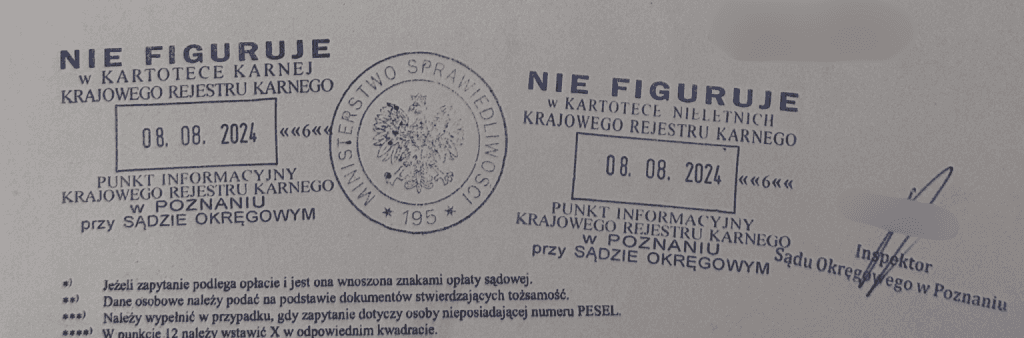 NIE FIGURUJE
w KARTOTECE KARNEJ
KRAJOWEGO REJESTRU KARNEGO
08. 08. 2024 ««6««
PUNKT INFORMACYJNY
KRAJOWEGO REJESTRU KARNEGO
w POZNANIU
przy SĄDZIE OKRĘGOWYM
MINISTERSTWO SPRAWIEDLIWOŚCI
* 195 *
NIE FIGURUJE
w KARTOTECE NIELETNICH
KRAJOWEGO REJESTRU KARNEGO
08. 08. 2024 ««6««
PUNKT INFORMACYJNY
KRAJOWEGO REJESTRU KARNEGO
w POZNANIU
przy SĄDZIE OKRĘGOWYM
Inspektor
Sądu Okręgowego w Poznaniu
*) Jeżeli zapytanie podlega opłacie i jest ona wnoszona znakami opłaty sądowej.
**) Dane osobowe należy podać na podstawie dokumentów stwierdzających tożsamość.
***) Należy wypełnić w przypadku, gdy zapytanie dotyczy osoby nieposiadającej numeru PESEL.
****) W punkcie 12 należy wstawić X w odpowiednim kwadracie.